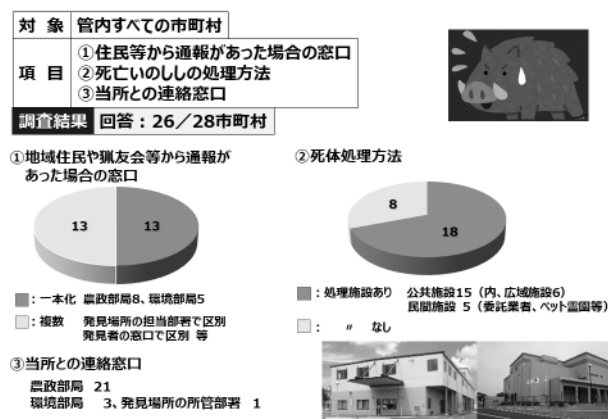 対 象 管内すべての市町村
項 目 ①住民等から通報があった場合の窓口
②死亡いのししの処理方法
③当所との連絡窓口
調査結果 回答：26／28市町村
①地域住民や猟友会等から通報が
あった場合の窓口
13 13
■：一本化 農政部局8、環境部局5
□：複数 発見場所の担当部署で区別
発見者の窓口で区別 等
②死体処理方法
8
18
■：処理施設あり 公共施設15（内、広域施設6）
民間施設 5（委託業者、ペット霊園等）
□： 〃 なし
③当所との連絡窓口
農政部局 21
環境部局 3、発見場所の所管部署 1